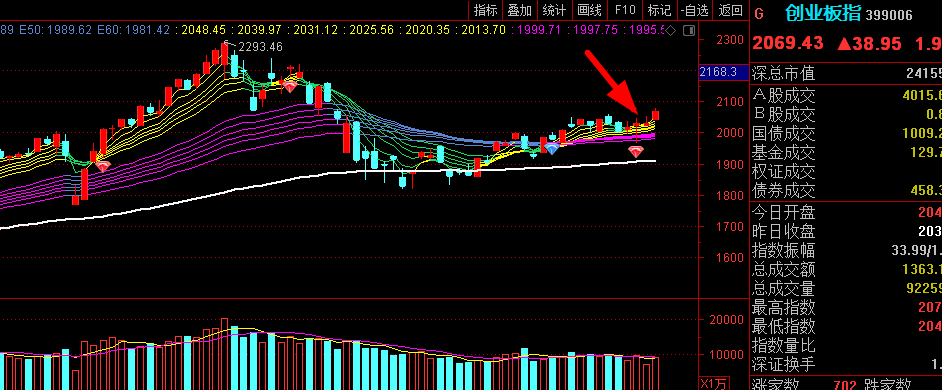 指标 叠加 统计 画线 F10 标记 -自选 返回
89 E50:1989.62 E60:1981.42 :2048.45 :2039.97 :2031.12 :2025.56 :2020.35 :2013.70 :1999.71 :1997.75 :1995.5
2293.46
2300
2168.3
2100
2000
1900
1800
1700
1600
20000
10000
X1万
G 创业板指 399006
2069.43 ▲38.95 1.9
深总市值 24155
A股成交 4015.6
B股成交 0.8
国债成交 1009.2
基金成交 129.7
权证成交
债券成交 458.3
今日开盘 204
昨日收盘 203
指数振幅 33.99/1.
总成交额 1363.1
总成交量 92259
最高指数 207
最低指数 204
指数量比
深证换手 1.
涨家数 702 跌家数